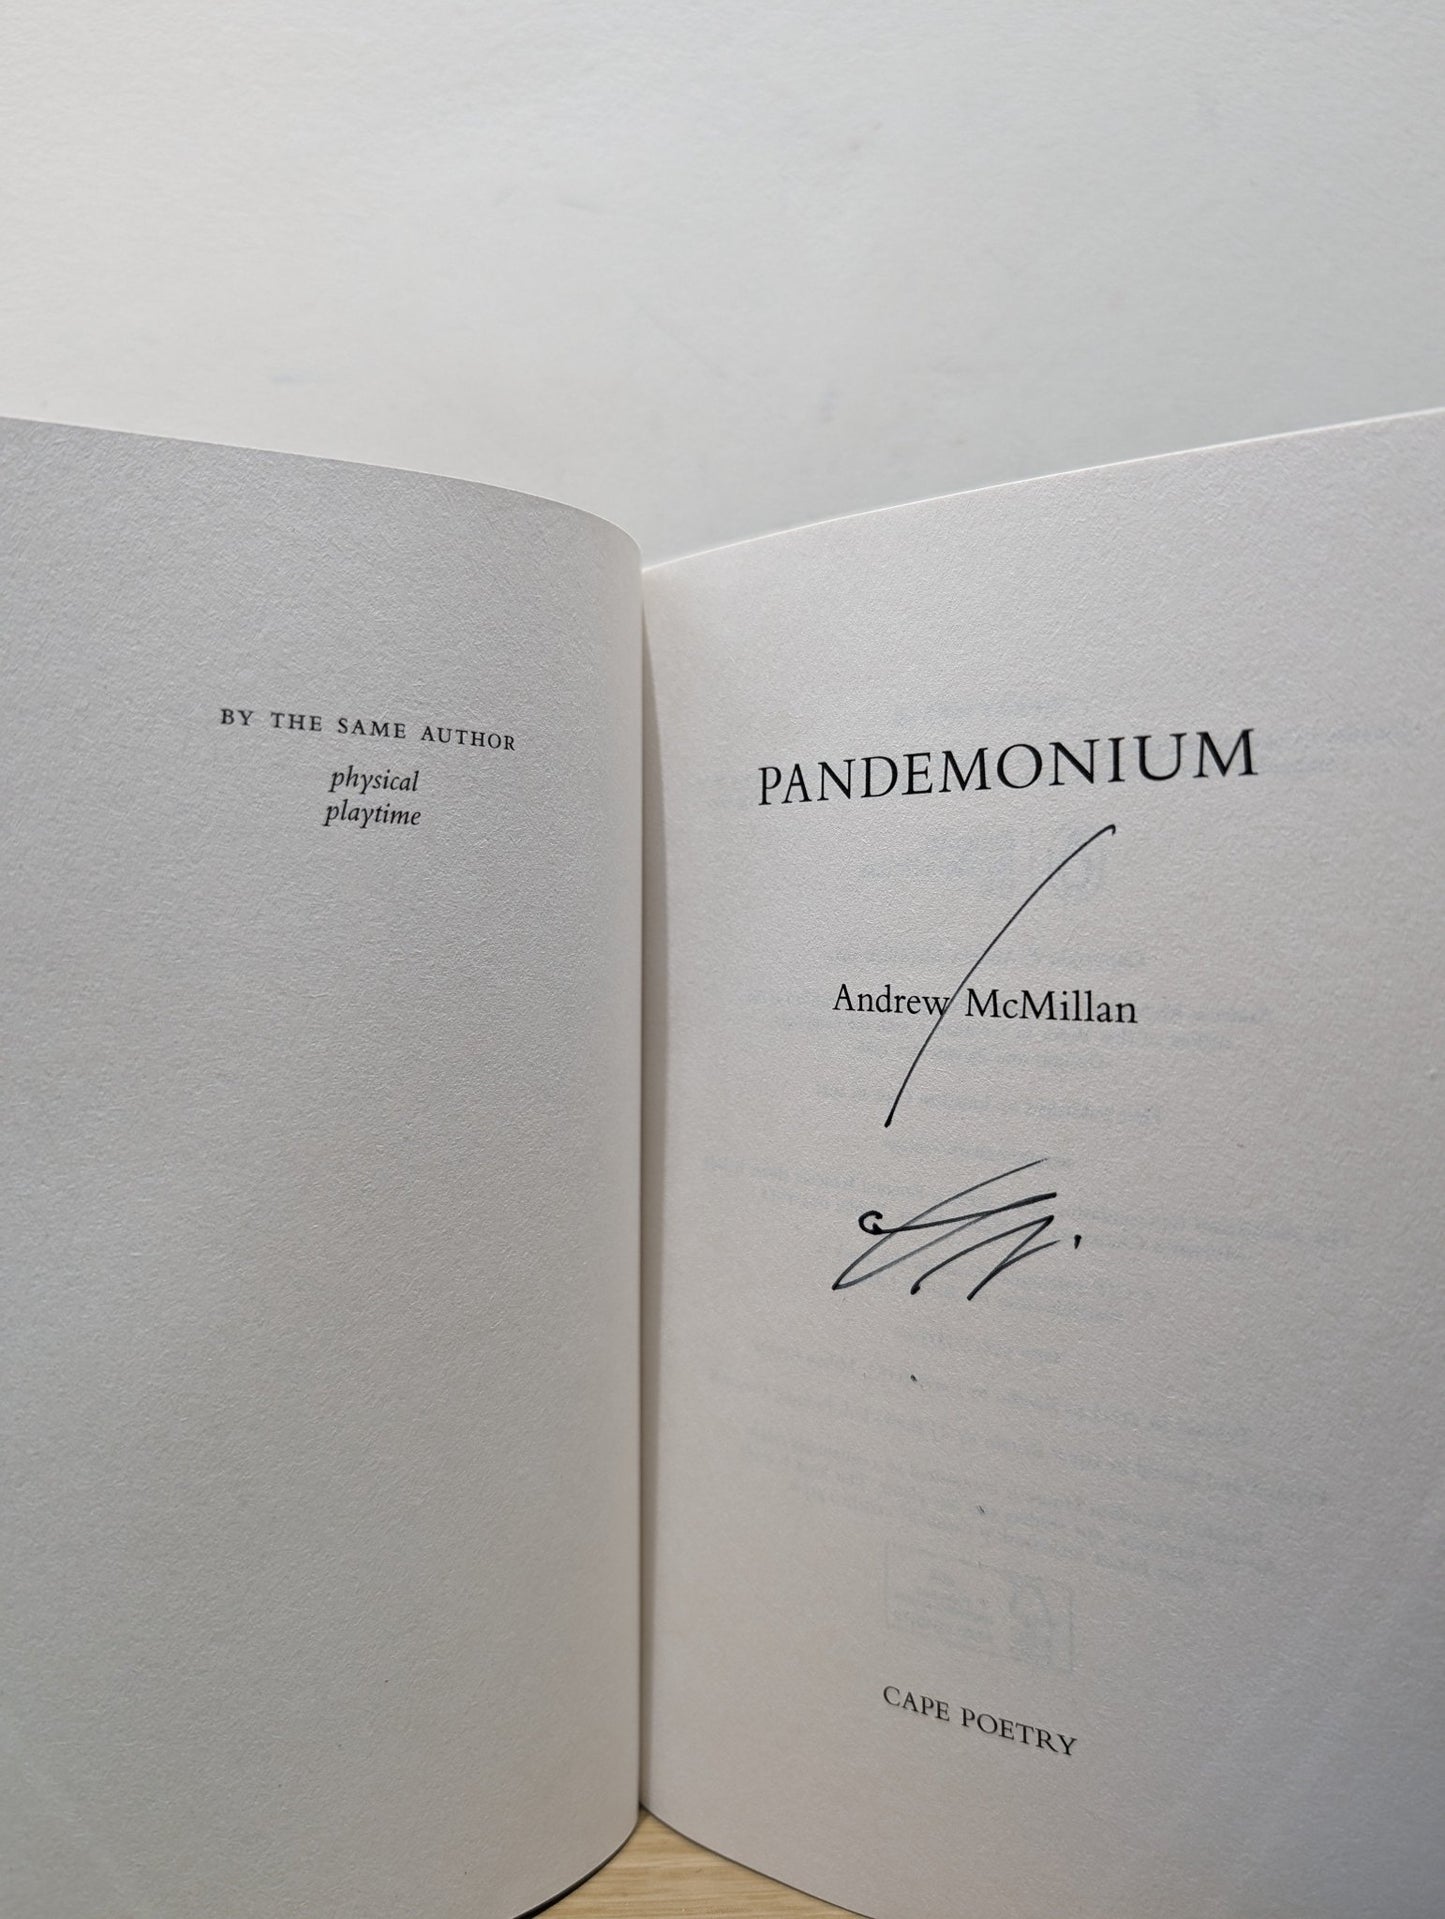 BY THE SAME AUTHOR
physical
playtime
PANDEMONIUM
Andrew McMillan
CAPE POETRY